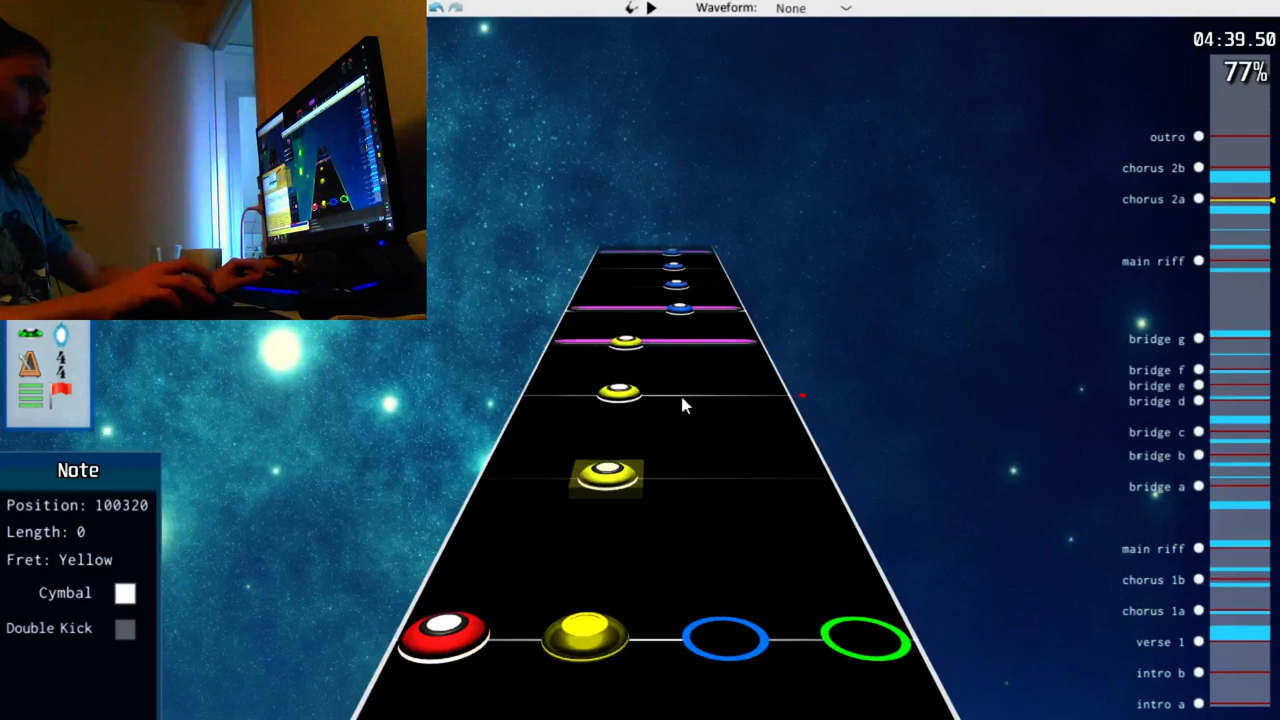 Waveform: None
04:39.50
77%
outro
chorus 2b
chorus 2a
main riff
bridge g
bridge f
bridge e
bridge d
bridge c
bridge b
bridge a
main riff
chorus 1b
chorus 1a
verse 1
intro b
intro a
4
4
Note
Position: 100320
Length: 0
Fret: Yellow
Cymbal
Double Kick